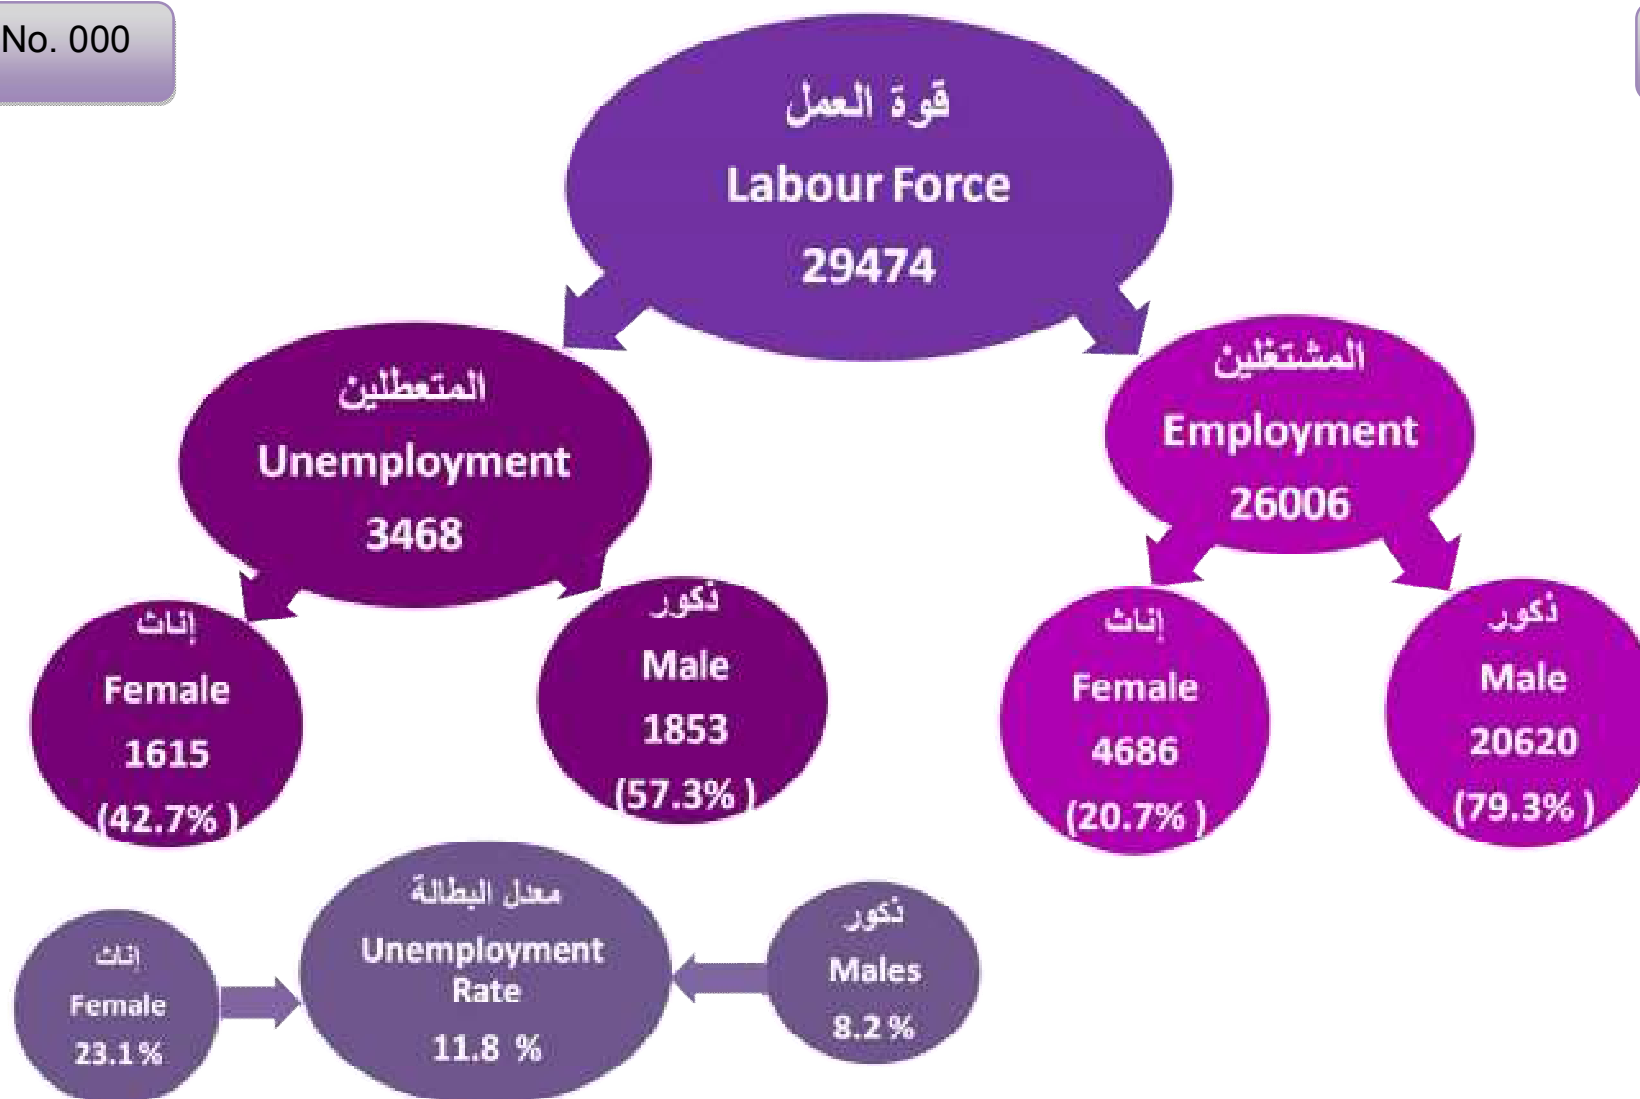 No. 000
قوة العمل
Labour Force
29474
المتعطلين
Unemployment
3468
المشتغلين
Employment
26006
إناث
Female
1615
(42.7% )
ذكور
Male
1853
(57.3% )
إناث
Female
4686
(20.7% )
ذكور
Male
20620
(79.3% )
إناث
Female
23.1%
معدل البطالة
Unemployment
Rate
11.8 %
ذكور
Males
8.2%